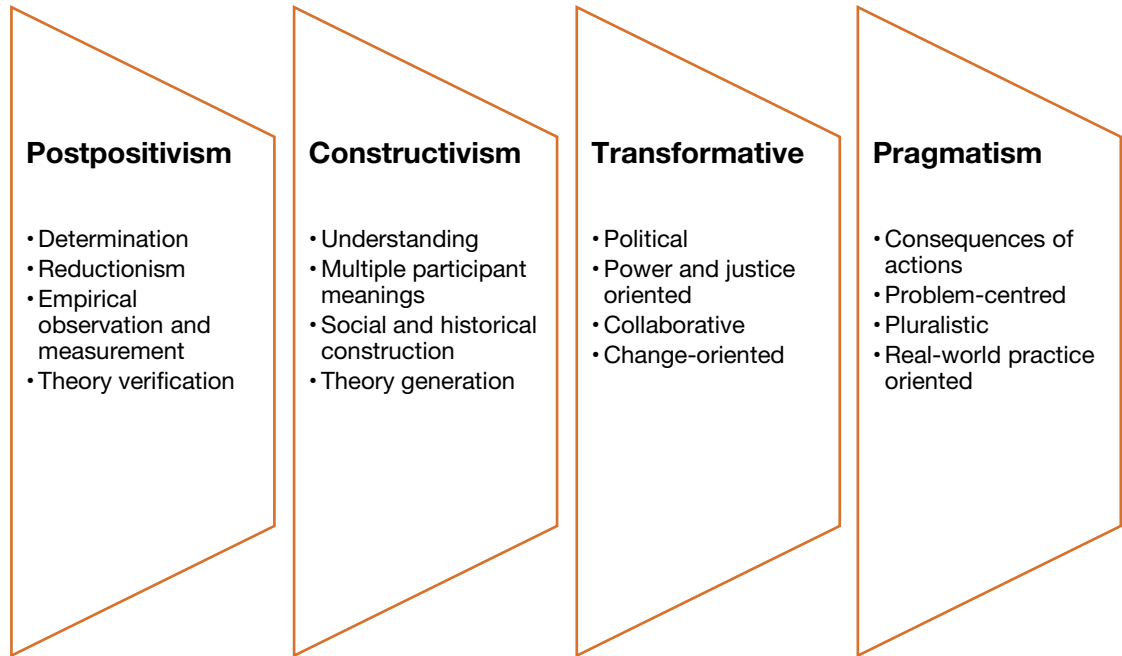 Postpositivism
• Determination
• Reductionism
• Empirical
observation and
measurement
• Theory verification
Constructivism
• Understanding
• Multiple participant
meanings
• Social and historical
construction
• Theory generation
Transformative
• Political
• Power and justice
oriented
• Collaborative
• Change-oriented
Pragmatism
• Consequences of
actions
• Problem-centred
• Pluralistic
• Real-world practice
oriented